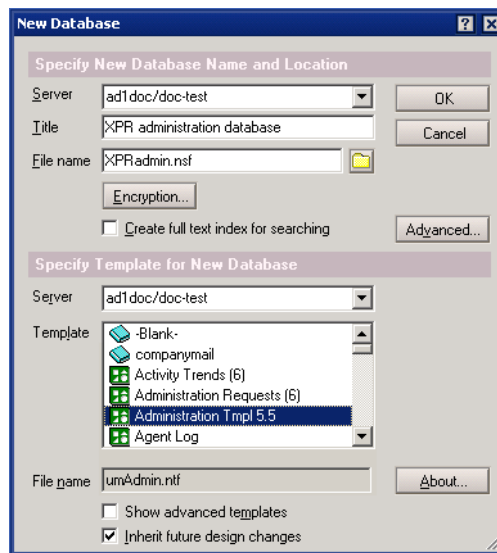 New Database
Specify New Database Name and Location
Server ad1doc/doc-test OK
Title XPR administration database Cancel
File name XPRadmin.nsf
Encryption...
Create full text index for searching Advanced...
Specify Template for New Database
Server ad1doc/doc-test
Template -Blank-
companymail
Activity Trends (6)
Administration Requests (6)
Administration Tmpl 5.5
Agent Log
File name umAdmin.ntf About...
Show advanced templates
Inherit future design changes